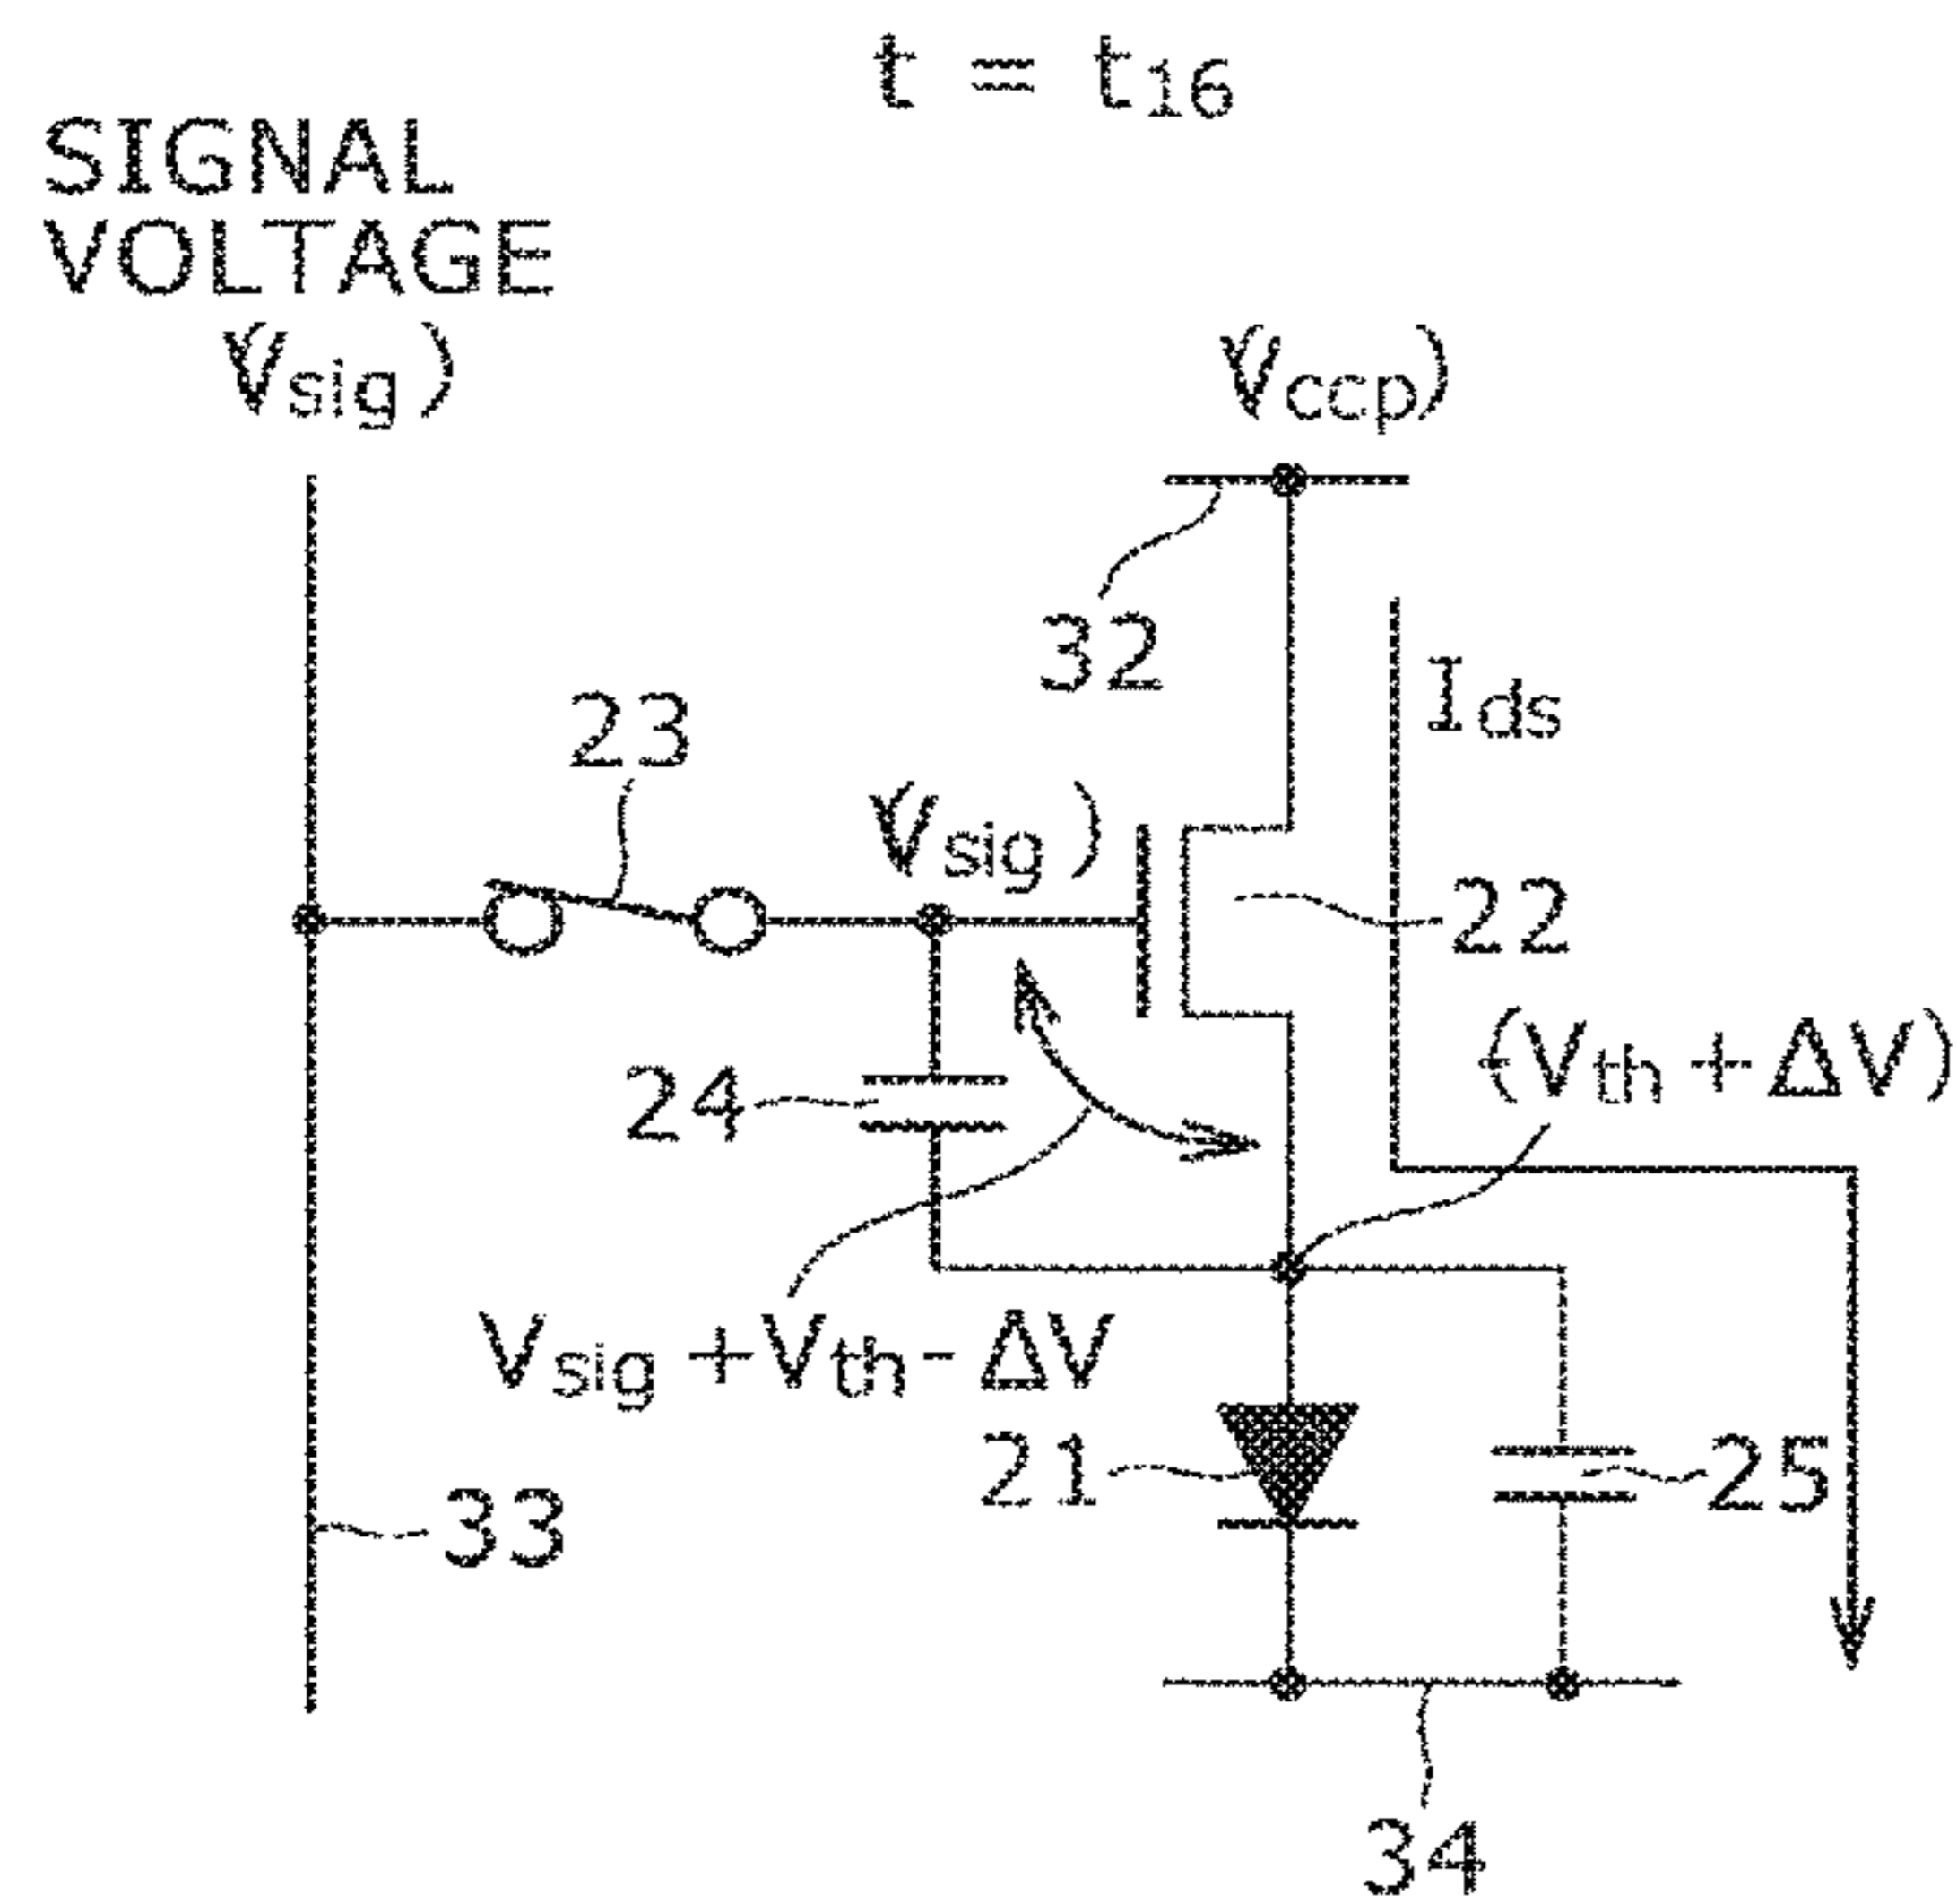 t = t16
SIGNAL
VOLTAGE
(Vsig)
(Vccp)
32
Ids
23
(Vsig)
22
(-Vth + ΔV)
24
Vsig + Vth - ΔV
21
25
33
34